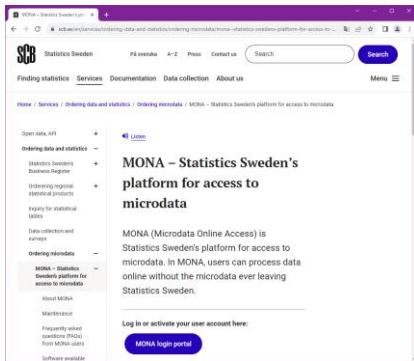 MONA – Statistics Sweden's pl
scb.se/en/services/ordering-data-and-statistics/ordering-microdata/mona--statistics-swedens-platform-for-access-to-...
SCB Statistics Sweden
På svenska A–Z Press Contact us Search Search
Finding statistics Services Documentation Data collection About us Menu
Home / Services / Ordering data and statistics / Ordering microdata / MONA – Statistics Sweden's platform for access to microdata
Open data, API +
Ordering data and statistics –
Statistics Sweden's +
Business Register
Ordering regional +
statistical products
Inquiry for statistical
tables
Data collection and
surveys
Ordering microdata –
MONA – Statistics –
Sweden's platform for
access to microdata
About MONA
Maintenance
Frequently asked
questions (FAQs)
from MONA users
Software available
Listen
MONA – Statistics Sweden's
platform for access to
microdata
MONA (Microdata Online Access) is
Statistics Sweden's platform for access to
microdata. In MONA, users can process data
online without the microdata ever leaving
Statistics Sweden.
Log in or activate your user account here:
MONA login portal